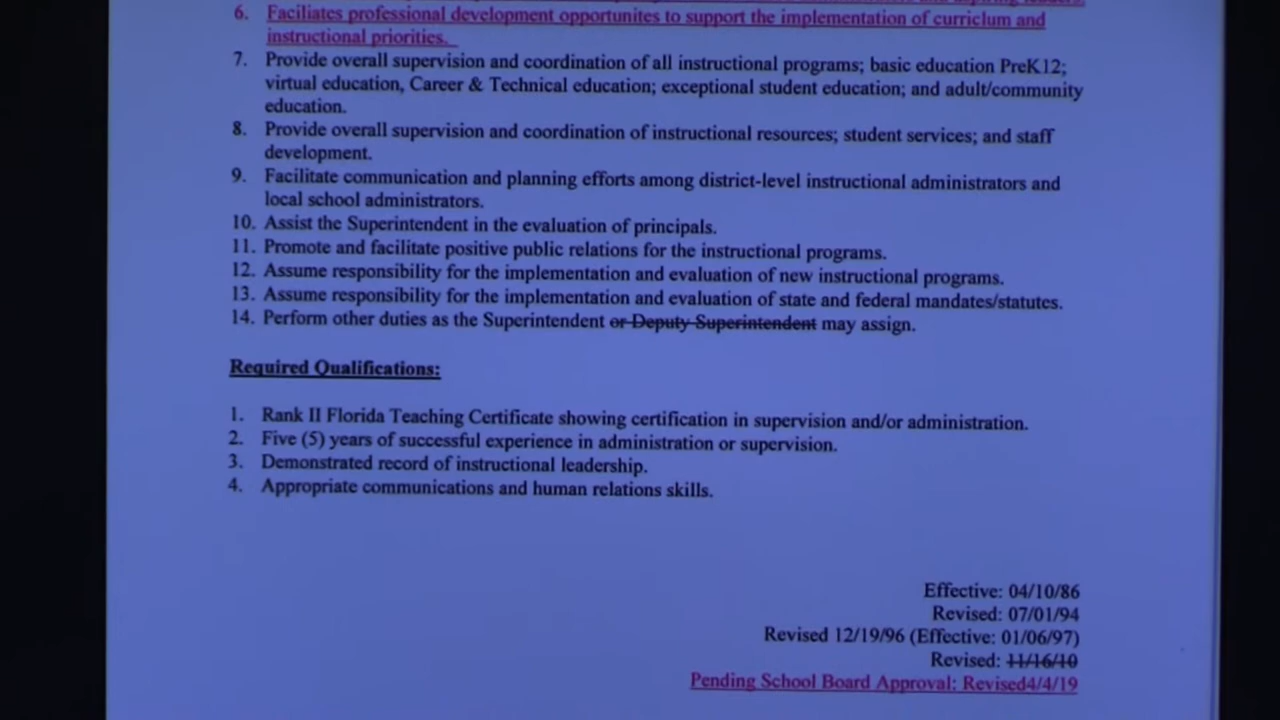 6. Faciliates professional development opportunites to support the implementation of curriclum and
instructional priorities.
7. Provide overall supervision and coordination of all instructional programs; basic education PreK12;
virtual education, Career & Technical education; exceptional student education; and adult/community
education.
8. Provide overall supervision and coordination of instructional resources; student services; and staff
development.
9. Facilitate communication and planning efforts among district-level instructional administrators and
local school administrators.
10. Assist the Superintendent in the evaluation of principals.
11. Promote and facilitate positive public relations for the instructional programs.
12. Assume responsibility for the implementation and evaluation of new instructional programs.
13. Assume responsibility for the implementation and evaluation of state and federal mandates/statutes.
14. Perform other duties as the Superintendent or Deputy Superintendent may assign.
Required Qualifications:
1. Rank II Florida Teaching Certificate showing certification in supervision and/or administration.
2. Five (5) years of successful experience in administration or supervision.
3. Demonstrated record of instructional leadership.
4. Appropriate communications and human relations skills.
Effective: 04/10/86
Revised: 07/01/94
Revised 12/19/96 (Effective: 01/06/97)
Revised: 11/16/10
Pending School Board Approval: Revised4/4/19